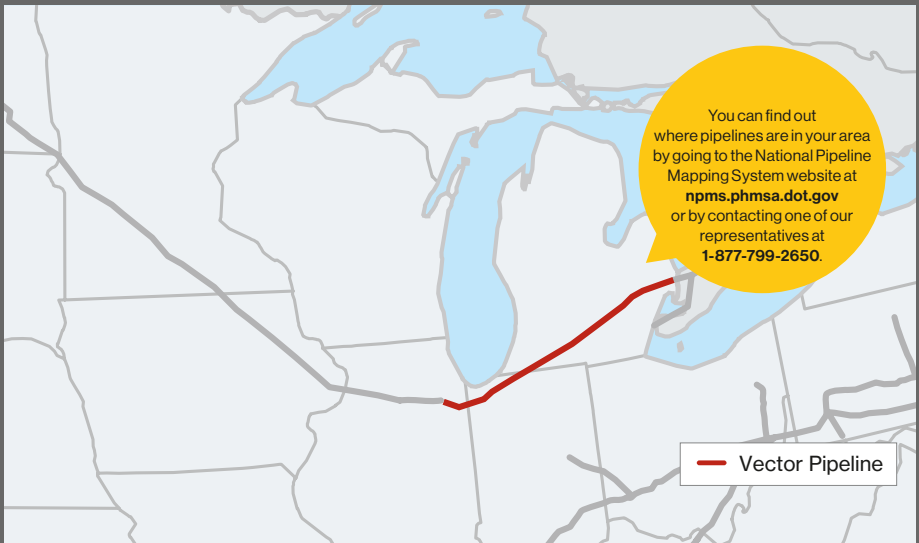 You can find out
where pipelines are in your area
by going to the National Pipeline
Mapping System website at
npms.phmsa.dot.gov
or by contacting one of our
representatives at
1-877-799-2650.
Vector Pipeline